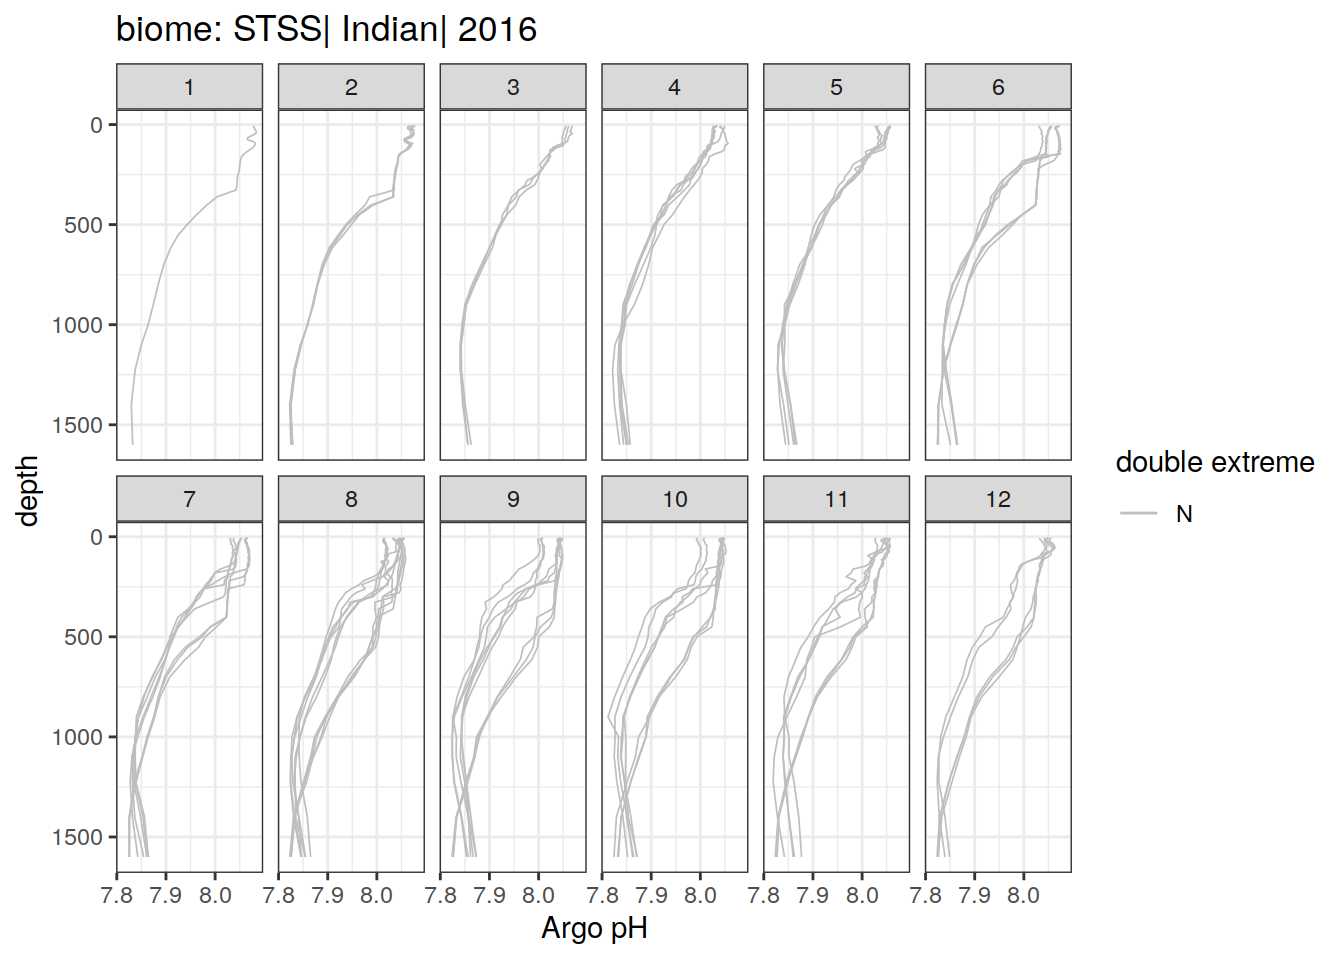 biome: STSS| Indian| 2016
1 2 3 4 5 6
0
500
1000
1500
depth
7 8 9 10 11 12
0
500
1000
1500
7.8 7.9 8.0 7.8 7.9 8.0 7.8 7.9 8.0 7.8 7.9 8.0 7.8 7.9 8.0 7.8 7.9 8.0
Argo pH
double extreme
N